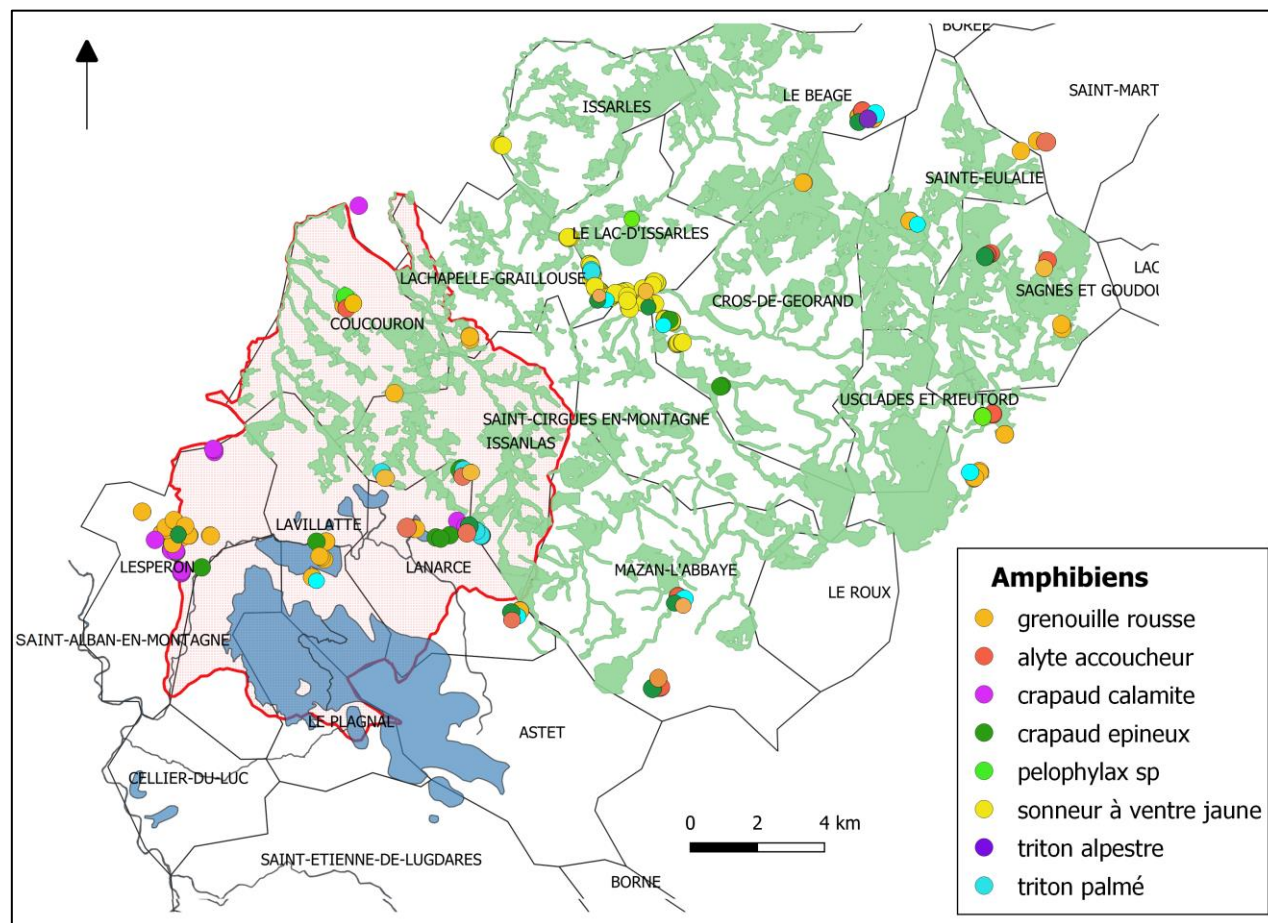 BOREE
LE BEAGE
SAINT-MART
ISSARLES
SAINTE-EULALIE
LE LAC-D'ISSARLES
LACHAPELLE-GRAILLOUSE
LAC
SAGNES ET GOUDOU
CROS-DE-GEORAND
COUCOURON
USCLADES ET RIEUTORD
SAINT-CIRGUES EN-MONTAGNE
ISSANLAS
LAVILLATTE
LESPERON
LANARCE
MAZAN-L'ABBAYE
LE ROUX
SAINT-ALBAN-EN-MONTAGNE
LE PLAGNAL
ASTET
CELLIER-DU-LUC
SAINT-ETIENNE-DE-LUGDARES
BORNE
0 2 4 km
Amphibiens
grenouille rousse
alyte accoucheur
crapaud calamite
crapaud epineux
pelophylax sp
sonneur à ventre jaune
triton alpestre
triton palmé